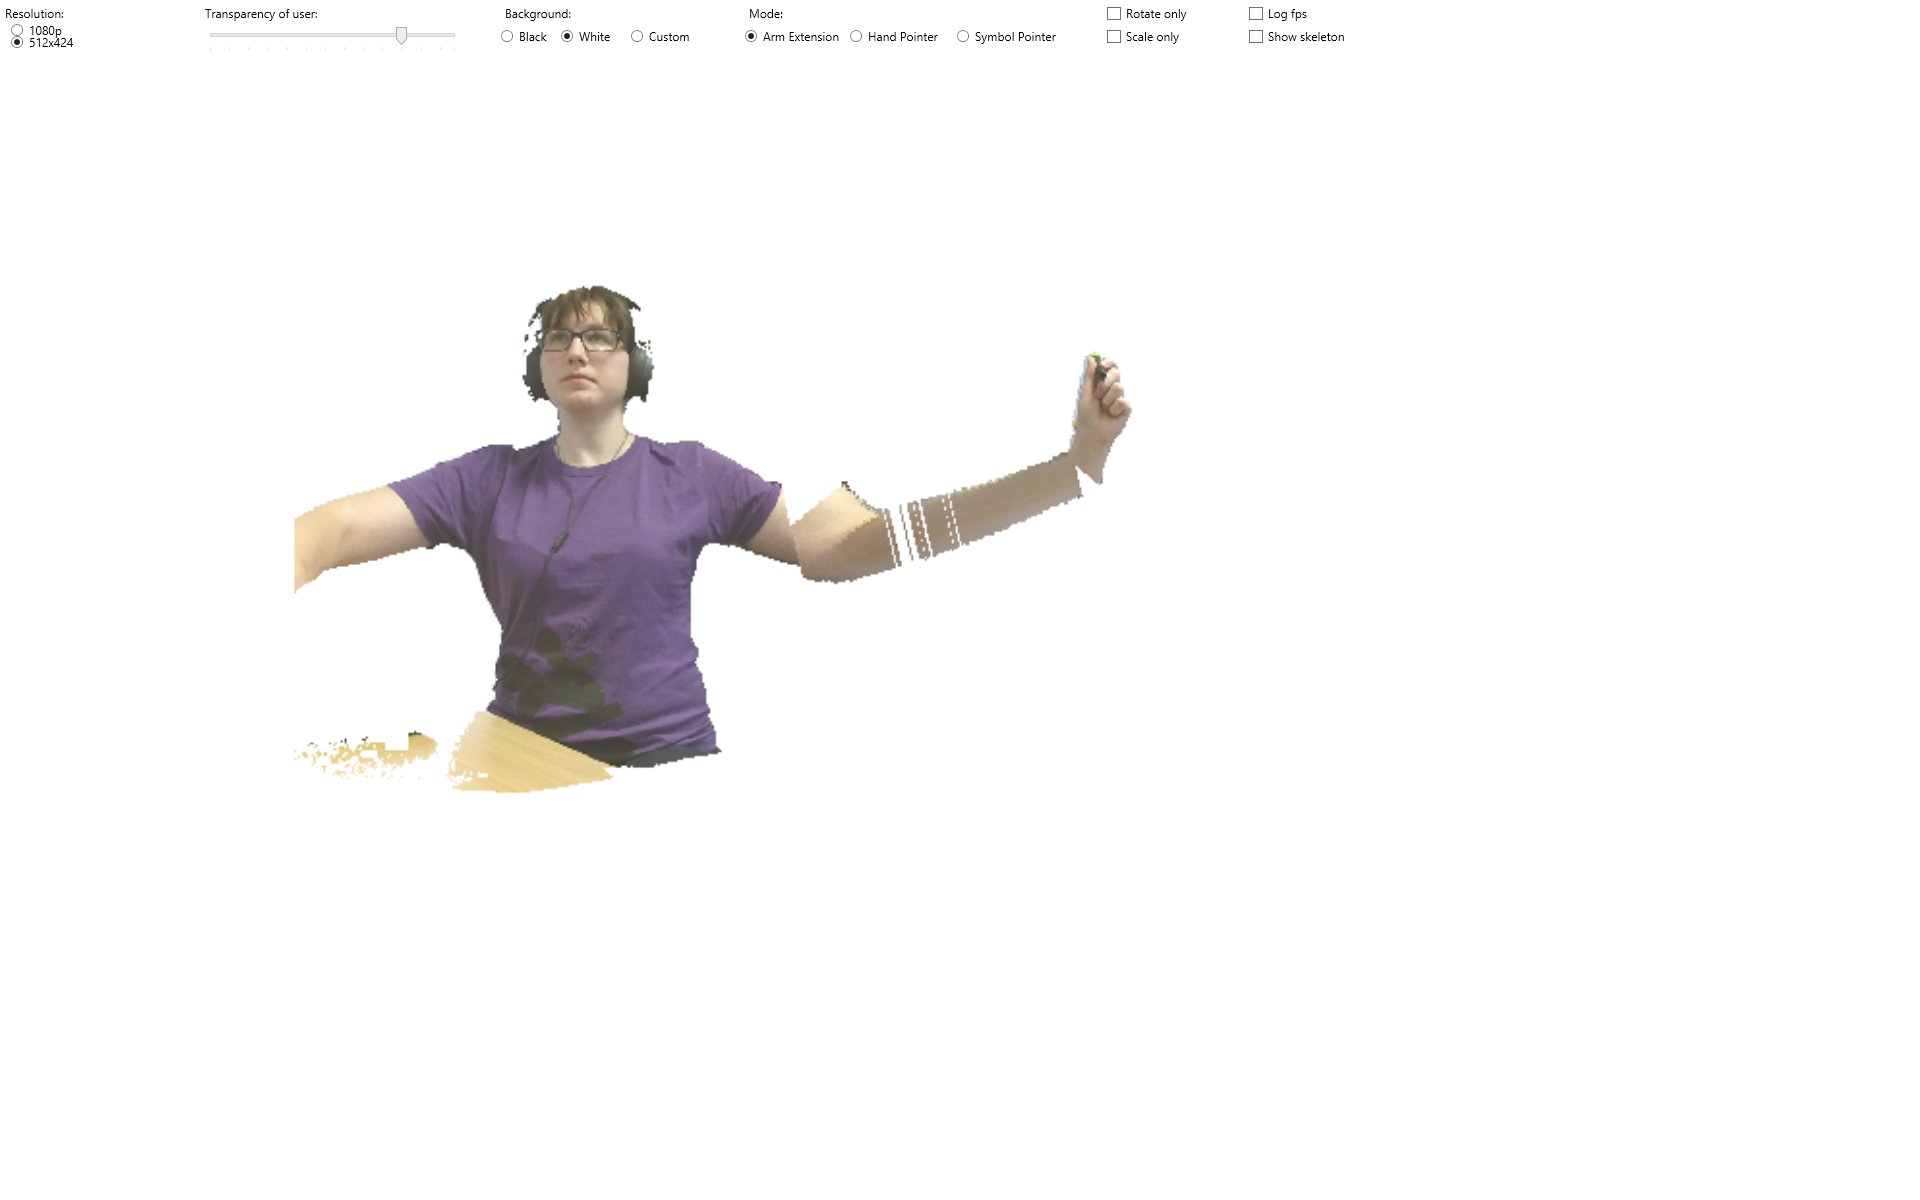 Resolution:
1080p
512x424
Transparency of user:
Background:
Black White Custom
Mode:
Arm Extension Hand Pointer Symbol Pointer
Rotate only
Scale only
Log fps
Show skeleton